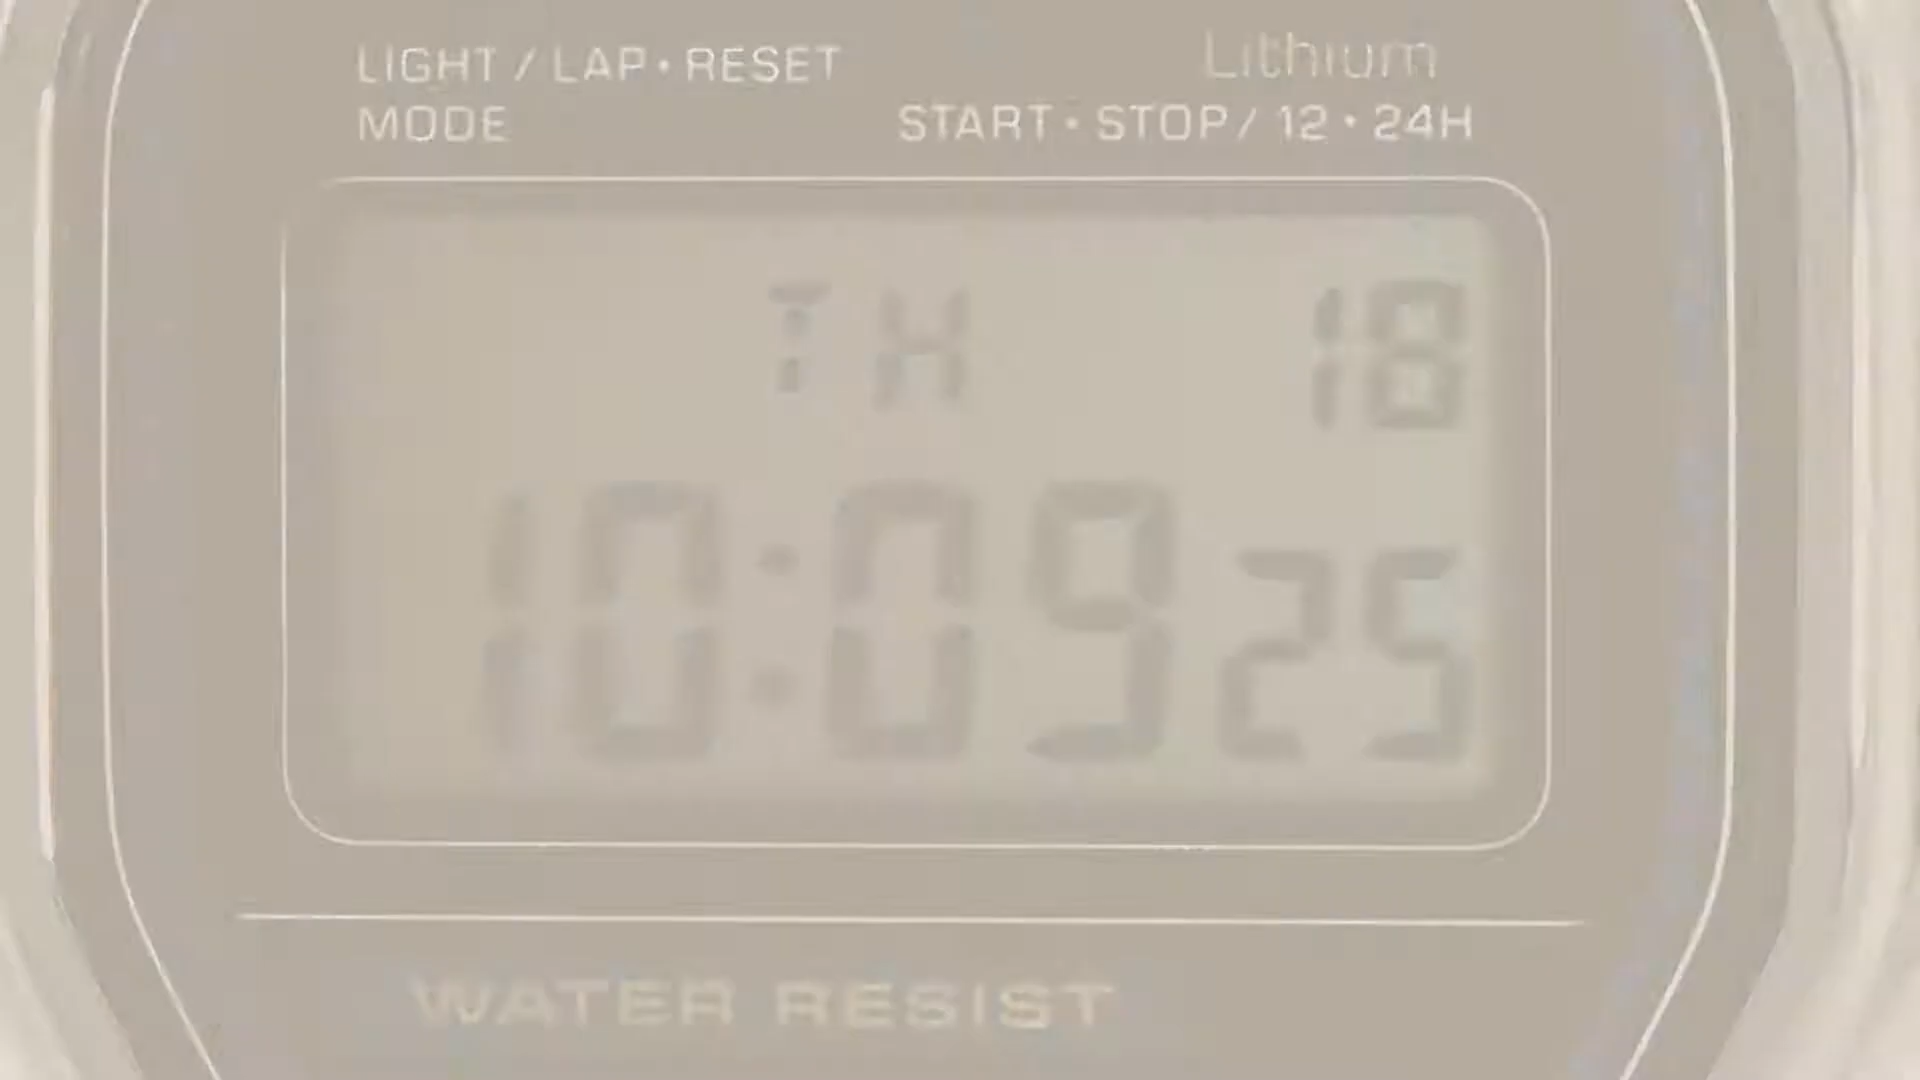 LIGHT / LAP • RESET
Lithium
MODE
START • STOP / 12 • 24H
TH 18
10:09 25
WATER RESIST